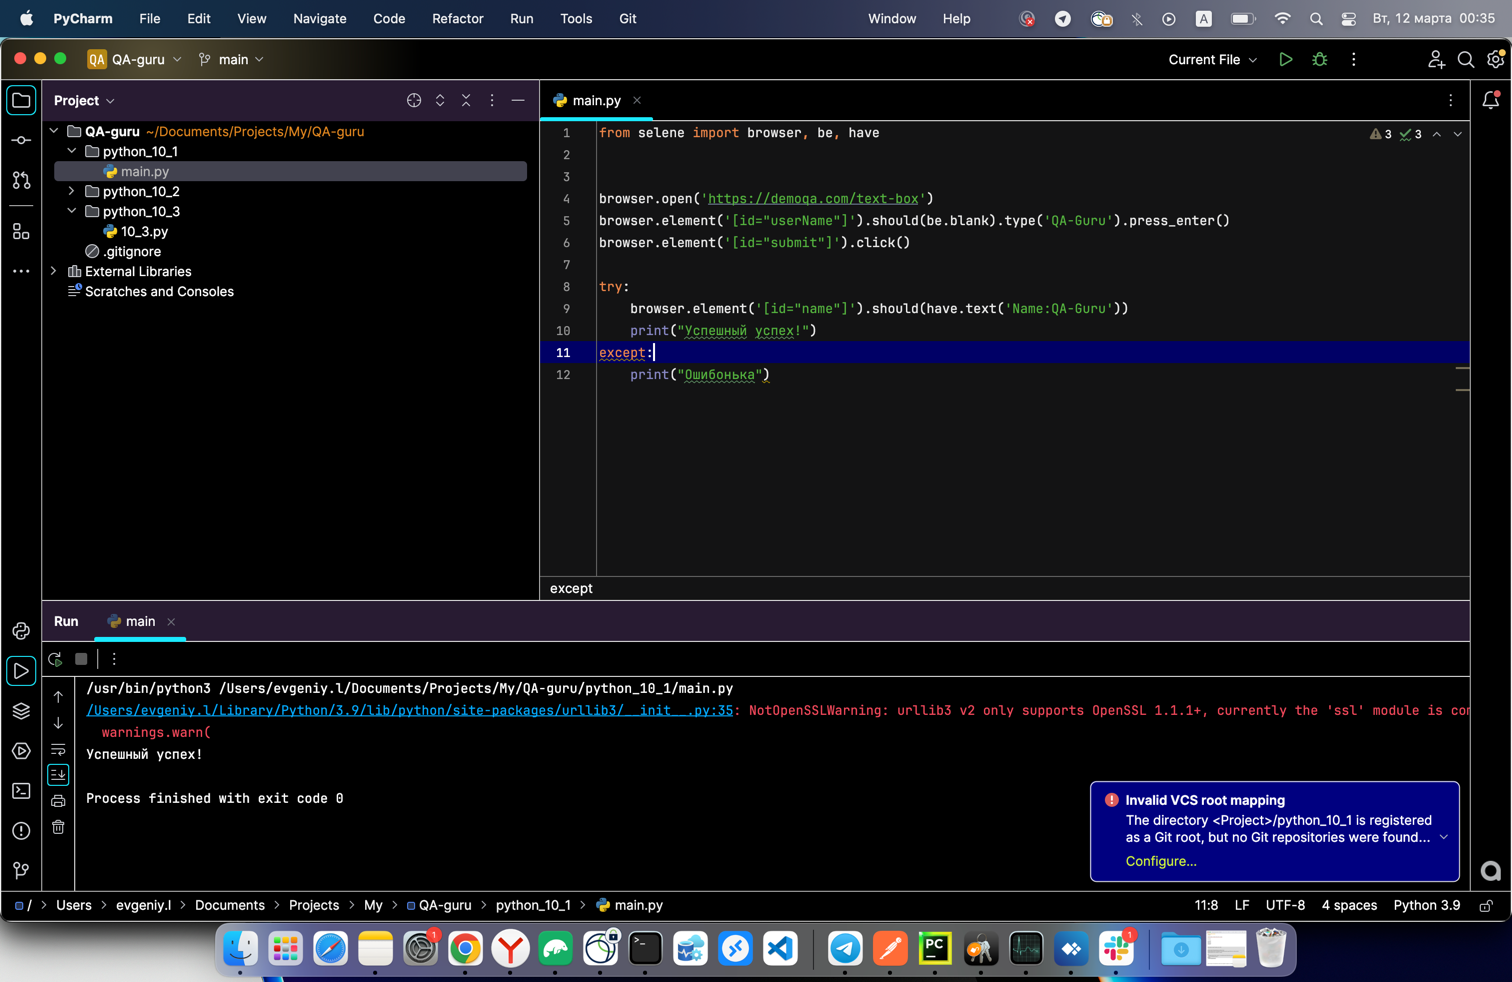 PyCharm File Edit View Navigate Code Refactor Run Tools Git Window Help A Вт, 12 марта 00:35
QA QA-guru main Current File
Project
main.py
QA-guru ~/Documents/Projects/My/QA-guru
python_10_1
main.py
python_10_2
python_10_3
10_3.py
.gitignore
External Libraries
Scratches and Consoles
3 3
1 from selene import browser, be, have
2
3
4 browser.open('https://demoqa.com/text-box')
5 browser.element('[id="userName"]').should(be.blank).type('QA-Guru').press_enter()
6 browser.element('[id="submit"]').click()
7
8 try:
9 browser.element('[id="name"]').should(have.text('Name:QA-Guru'))
10 print("Успешный успех!")
11 except:
12 print("Ошибонька")
except
Run main
/usr/bin/python3 /Users/evgeniy.l/Documents/Projects/My/QA-guru/python_10_1/main.py
/Users/evgeniy.l/Library/Python/3.9/lib/python/site-packages/urllib3/__init__.py:35: NotOpenSSLWarning: urllib3 v2 only supports OpenSSL 1.1.1+, currently the 'ssl' module is con
warnings.warn(
Успешный успех!
Process finished with exit code 0
Invalid VCS root mapping
The directory <Project>/python_10_1 is registered
as a Git root, but no Git repositories were found...
Configure...
/ > Users > evgeniy.l > Documents > Projects > My > QA-guru > python_10_1 > main.py 11:8 LF UTF-8 4 spaces Python 3.9
1 PC 1